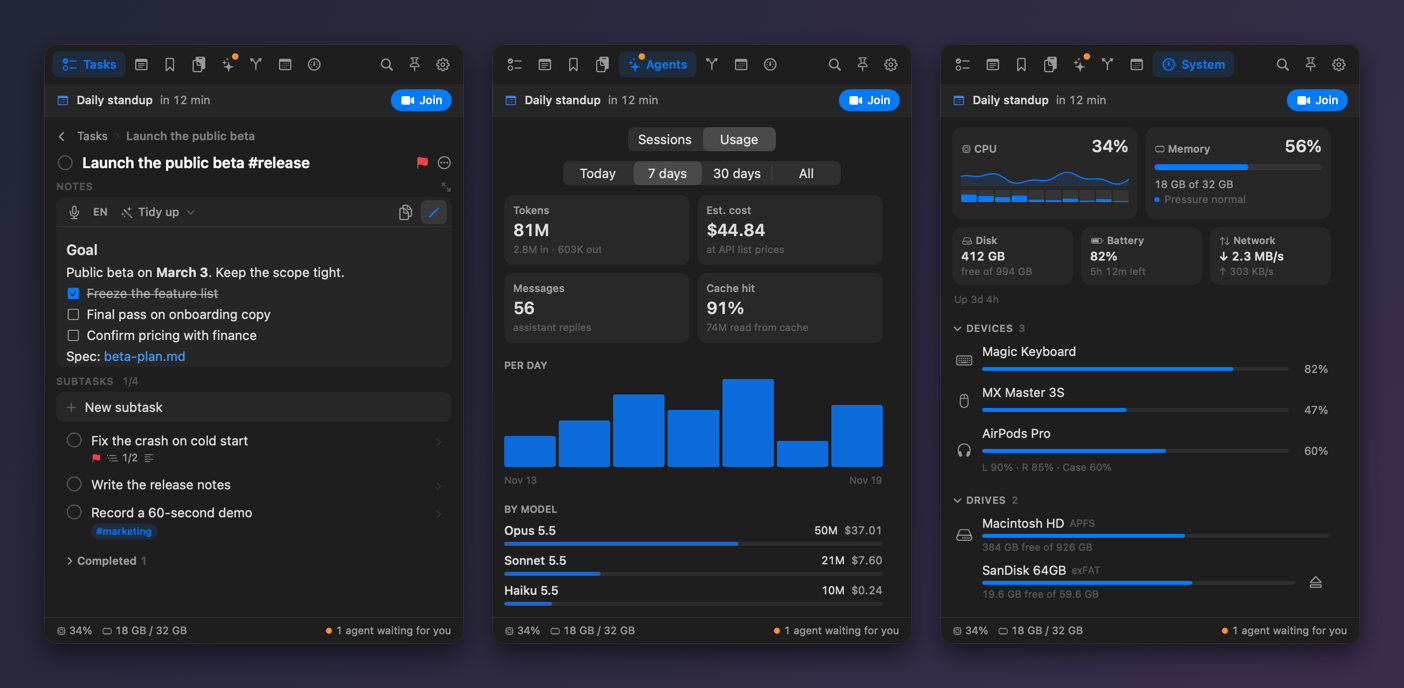 Tasks
Daily standup in 12 min
Join
Tasks Launch the public beta
Launch the public beta #release
NOTES
EN Tidy up
Goal
Public beta on March 3. Keep the scope tight.
Freeze the feature list
Final pass on onboarding copy
Confirm pricing with finance
Spec: beta-plan.md
SUBTASKS 1/4
New subtask
Fix the crash on cold start
1/2
Write the release notes
Record a 60-second demo
#marketing
Completed 1
34% 18 GB / 32 GB
1 agent waiting for you
Agents
Daily standup in 12 min
Join
Sessions Usage
Today 7 days 30 days All
Tokens
81M
2.8M in · 603K out
Est. cost
$44.84
at API list prices
Messages
56
assistant replies
Cache hit
91%
74M read from cache
PER DAY
Nov 13 Nov 19
BY MODEL
Opus 5.5 50M $37.01
Sonnet 5.5 21M $7.60
Haiku 5.5 10M $0.24
34% 18 GB / 32 GB
1 agent waiting for you
System
Daily standup in 12 min
Join
CPU 34%
Memory 56%
18 GB of 32 GB
Pressure normal
Disk
412 GB
free of 994 GB
Battery
82%
5h 12m left
Network
↓ 2.3 MB/s
↑ 303 KB/s
Up 3d 4h
DEVICES 3
Magic Keyboard
82%
MX Master 3S
47%
AirPods Pro
60%
L 90% · R 85% · Case 60%
DRIVES 2
Macintosh HD APFS
384 GB free of 926 GB
SanDisk 64GB exFAT
19.6 GB free of 59.6 GB
34% 18 GB / 32 GB
1 agent waiting for you